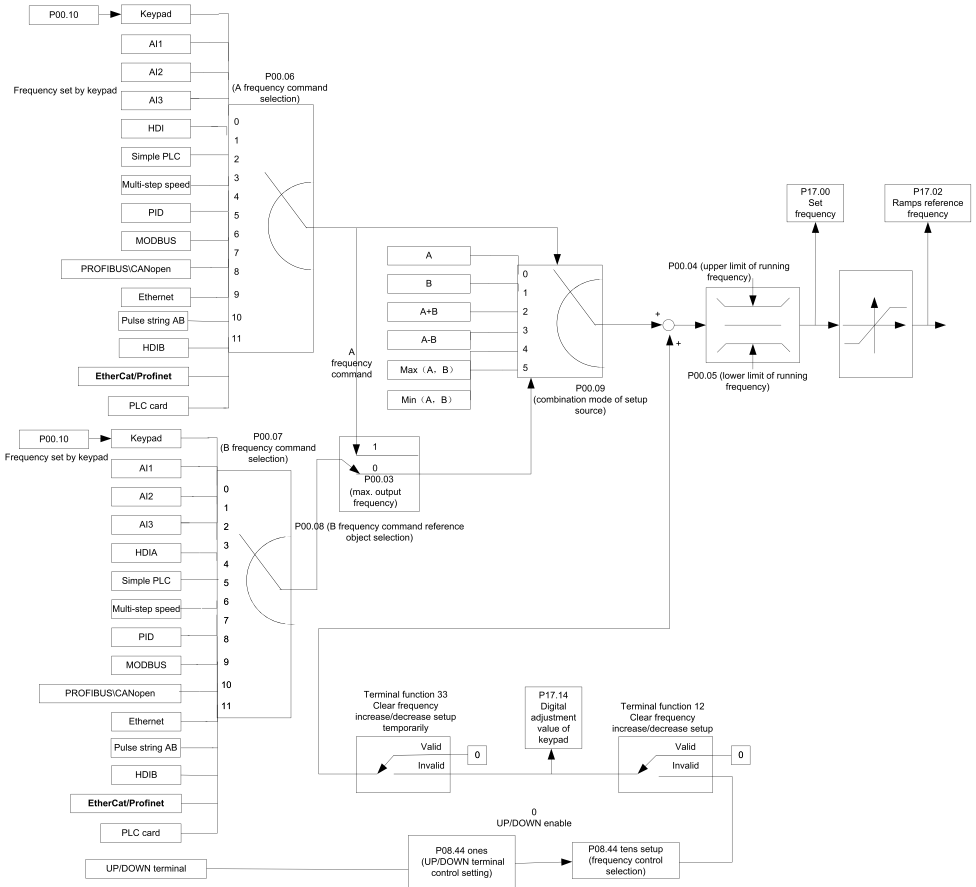 P00.10
Keypad
AI1
AI2
Frequency set by keypad
AI3
HDI
Simple PLC
Multi-step speed
PID
MODBUS
PROFIBUS\CANopen
Ethernet
Pulse string AB
HDIB
EtherCat/Profinet
PLC card
P00.06
(A frequency command
selection)
0
1
2
3
4
5
6
7
8
9
10
11
A
frequency
command
A
B
A+B
A-B
Max（A，B）
Min（A，B）
0
1
2
3
4
5
P00.09
(combination mode of setup
source)
+
+
P00.04 (upper limit of running
frequency)
P00.05 (lower limit of running
frequency)
P17.00
Set
frequency
P17.02
Ramps reference
frequency
P00.10
Frequency set by keypad
Keypad
AI1
AI2
AI3
HDIA
Simple PLC
Multi-step speed
PID
MODBUS
PROFIBUS\CANopen
Ethernet
Pulse string AB
HDIB
EtherCat/Profinet
PLC card
P00.07
(B frequency command
selection)
0
1
2
3
4
5
6
7
8
9
10
11
1
0
P00.03
(max. output
frequency)
P00.08 (B frequency command reference
object selection)
Terminal function 33
Clear frequency
increase/decrease setup
temporarily
Valid
Invalid
0
P17.14
Digital
adjustment
value of
keypad
Terminal function 12
Clear frequency
increase/decrease setup
Valid
Invalid
0
0
UP/DOWN enable
UP/DOWN terminal
P08.44 ones
(UP/DOWN terminal
control setting)
P08.44 tens setup
(frequency control
selection)